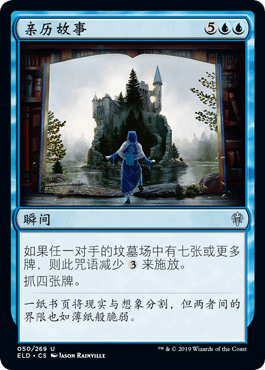 亲历故事 5
瞬间
如果任一对手的坟墓场中有七张或更多
牌，则此咒语减少 3 来施放。
抓四张牌。
一纸书页将现实与想象分割，但两者间的
界限也如薄纸般脆弱。
050/269 U
ELD • CS JASON RAINVILLE
™ & © 2019 Wizards of the Coast